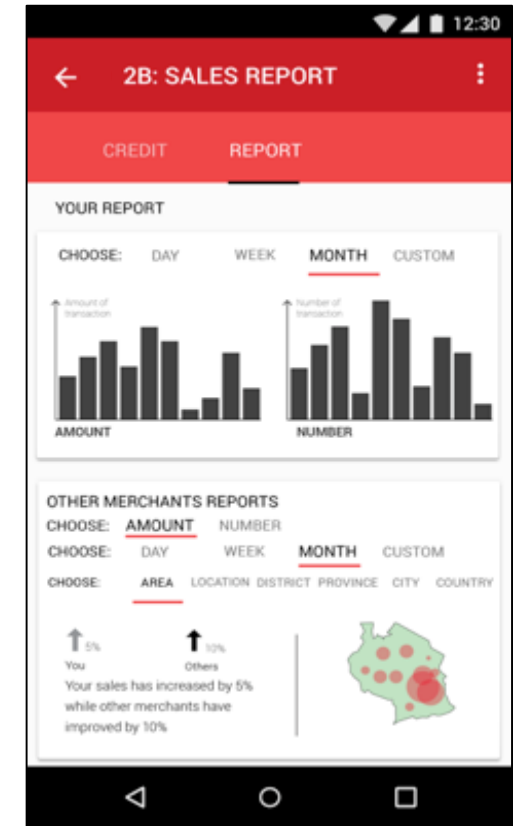 12:30
2B: SALES REPORT
CREDIT REPORT
YOUR REPORT
CHOOSE: DAY WEEK MONTH CUSTOM
Amount of
transaction
Number of
transaction
AMOUNT NUMBER
OTHER MERCHANTS REPORTS
CHOOSE: AMOUNT NUMBER
CHOOSE: DAY WEEK MONTH CUSTOM
CHOOSE: AREA LOCATION DISTRICT PROVINCE CITY COUNTRY
5% 10%
You Others
Your sales has increased by 5%
while other merchants have
improved by 10%